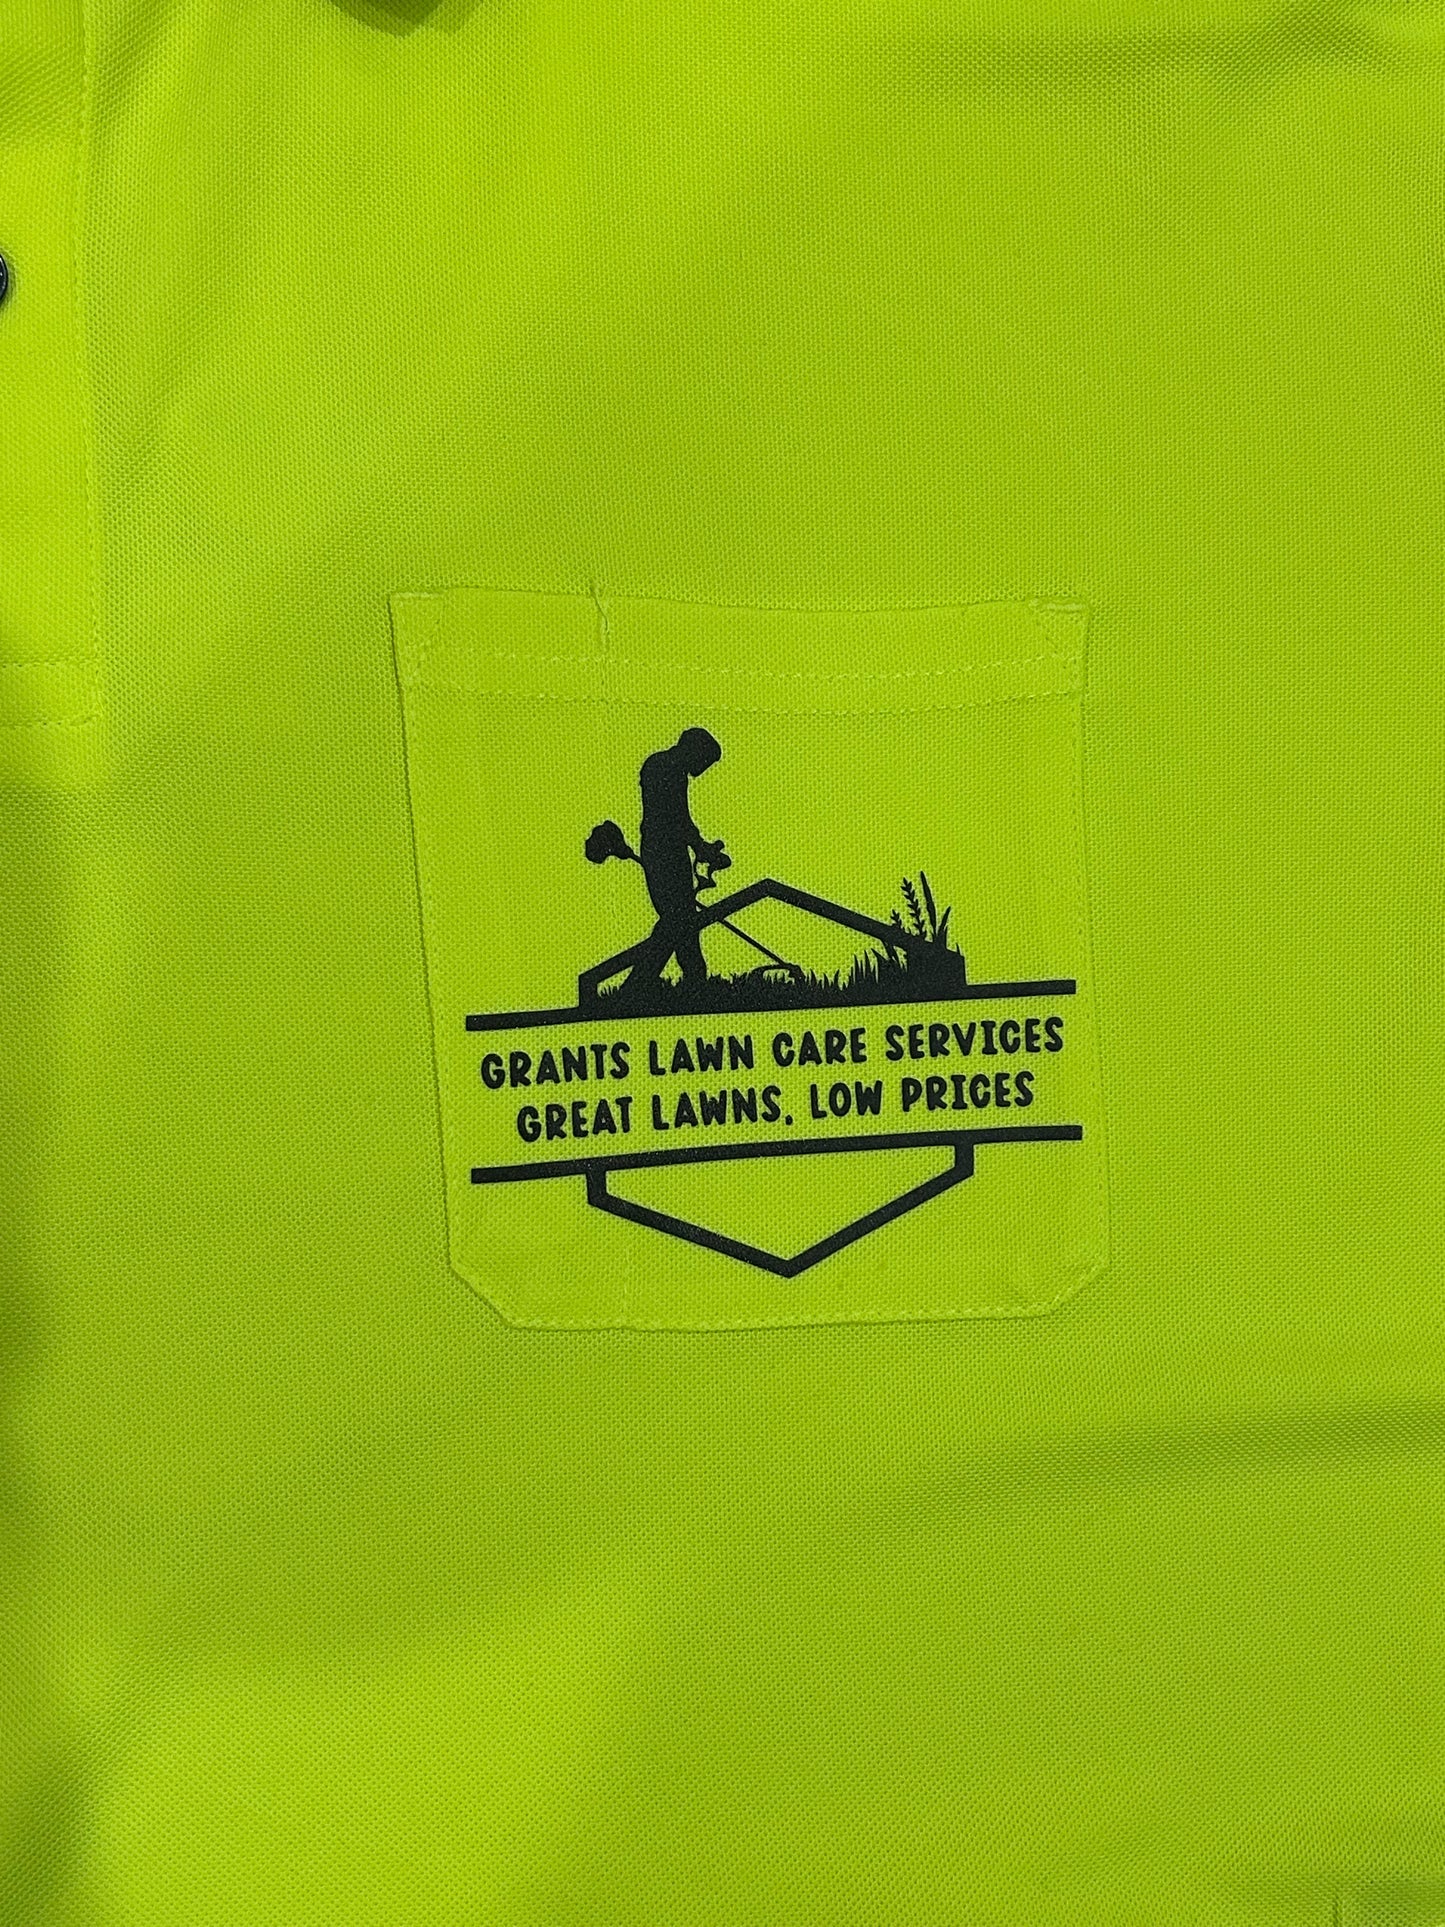 GRANTS LAWN CARE SERVICES
GREAT LAWNS, LOW PRICES